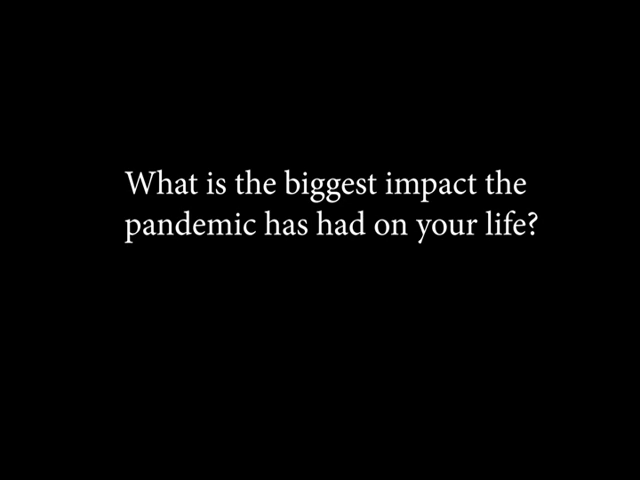 What is the biggest impact the
pandemic has had on your life?